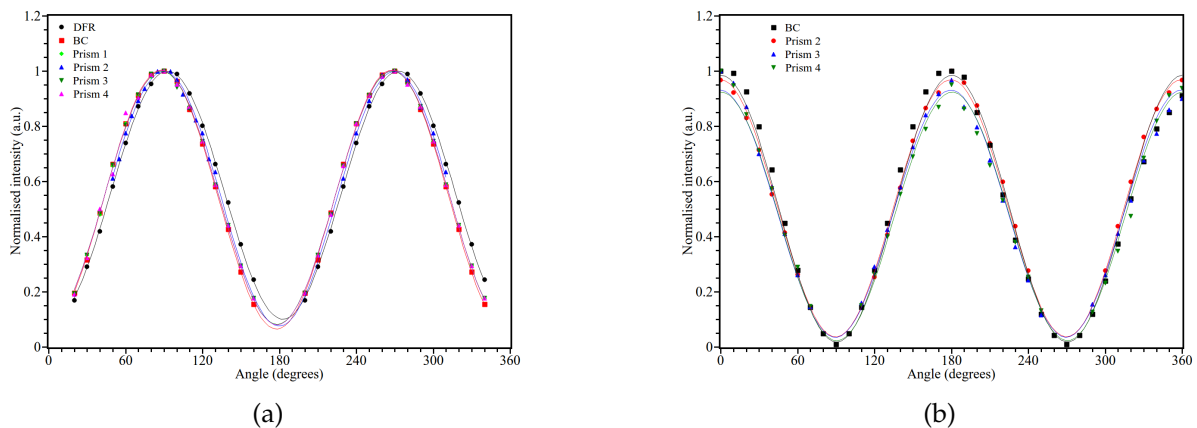 1.2
1
0.8
0.6
0.4
0.2
0
Normalised intensity (a.u.)
DFR
BC
Prism 1
Prism 2
Prism 3
Prism 4
0 60 120 180 240 300 360
Angle (degrees)
(a)
1.2
1
0.8
0.6
0.4
0.2
0
Normalised intensity (a.u.)
BC
Prism 2
Prism 3
Prism 4
0 60 120 180 240 300 360
Angle (degrees)
(b)